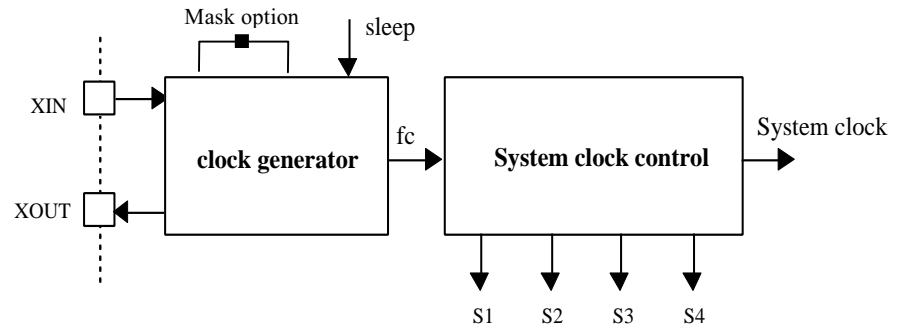 Mask option
sleep
XIN
clock generator
fc
System clock control
System clock
XOUT
S1 S2 S3 S4